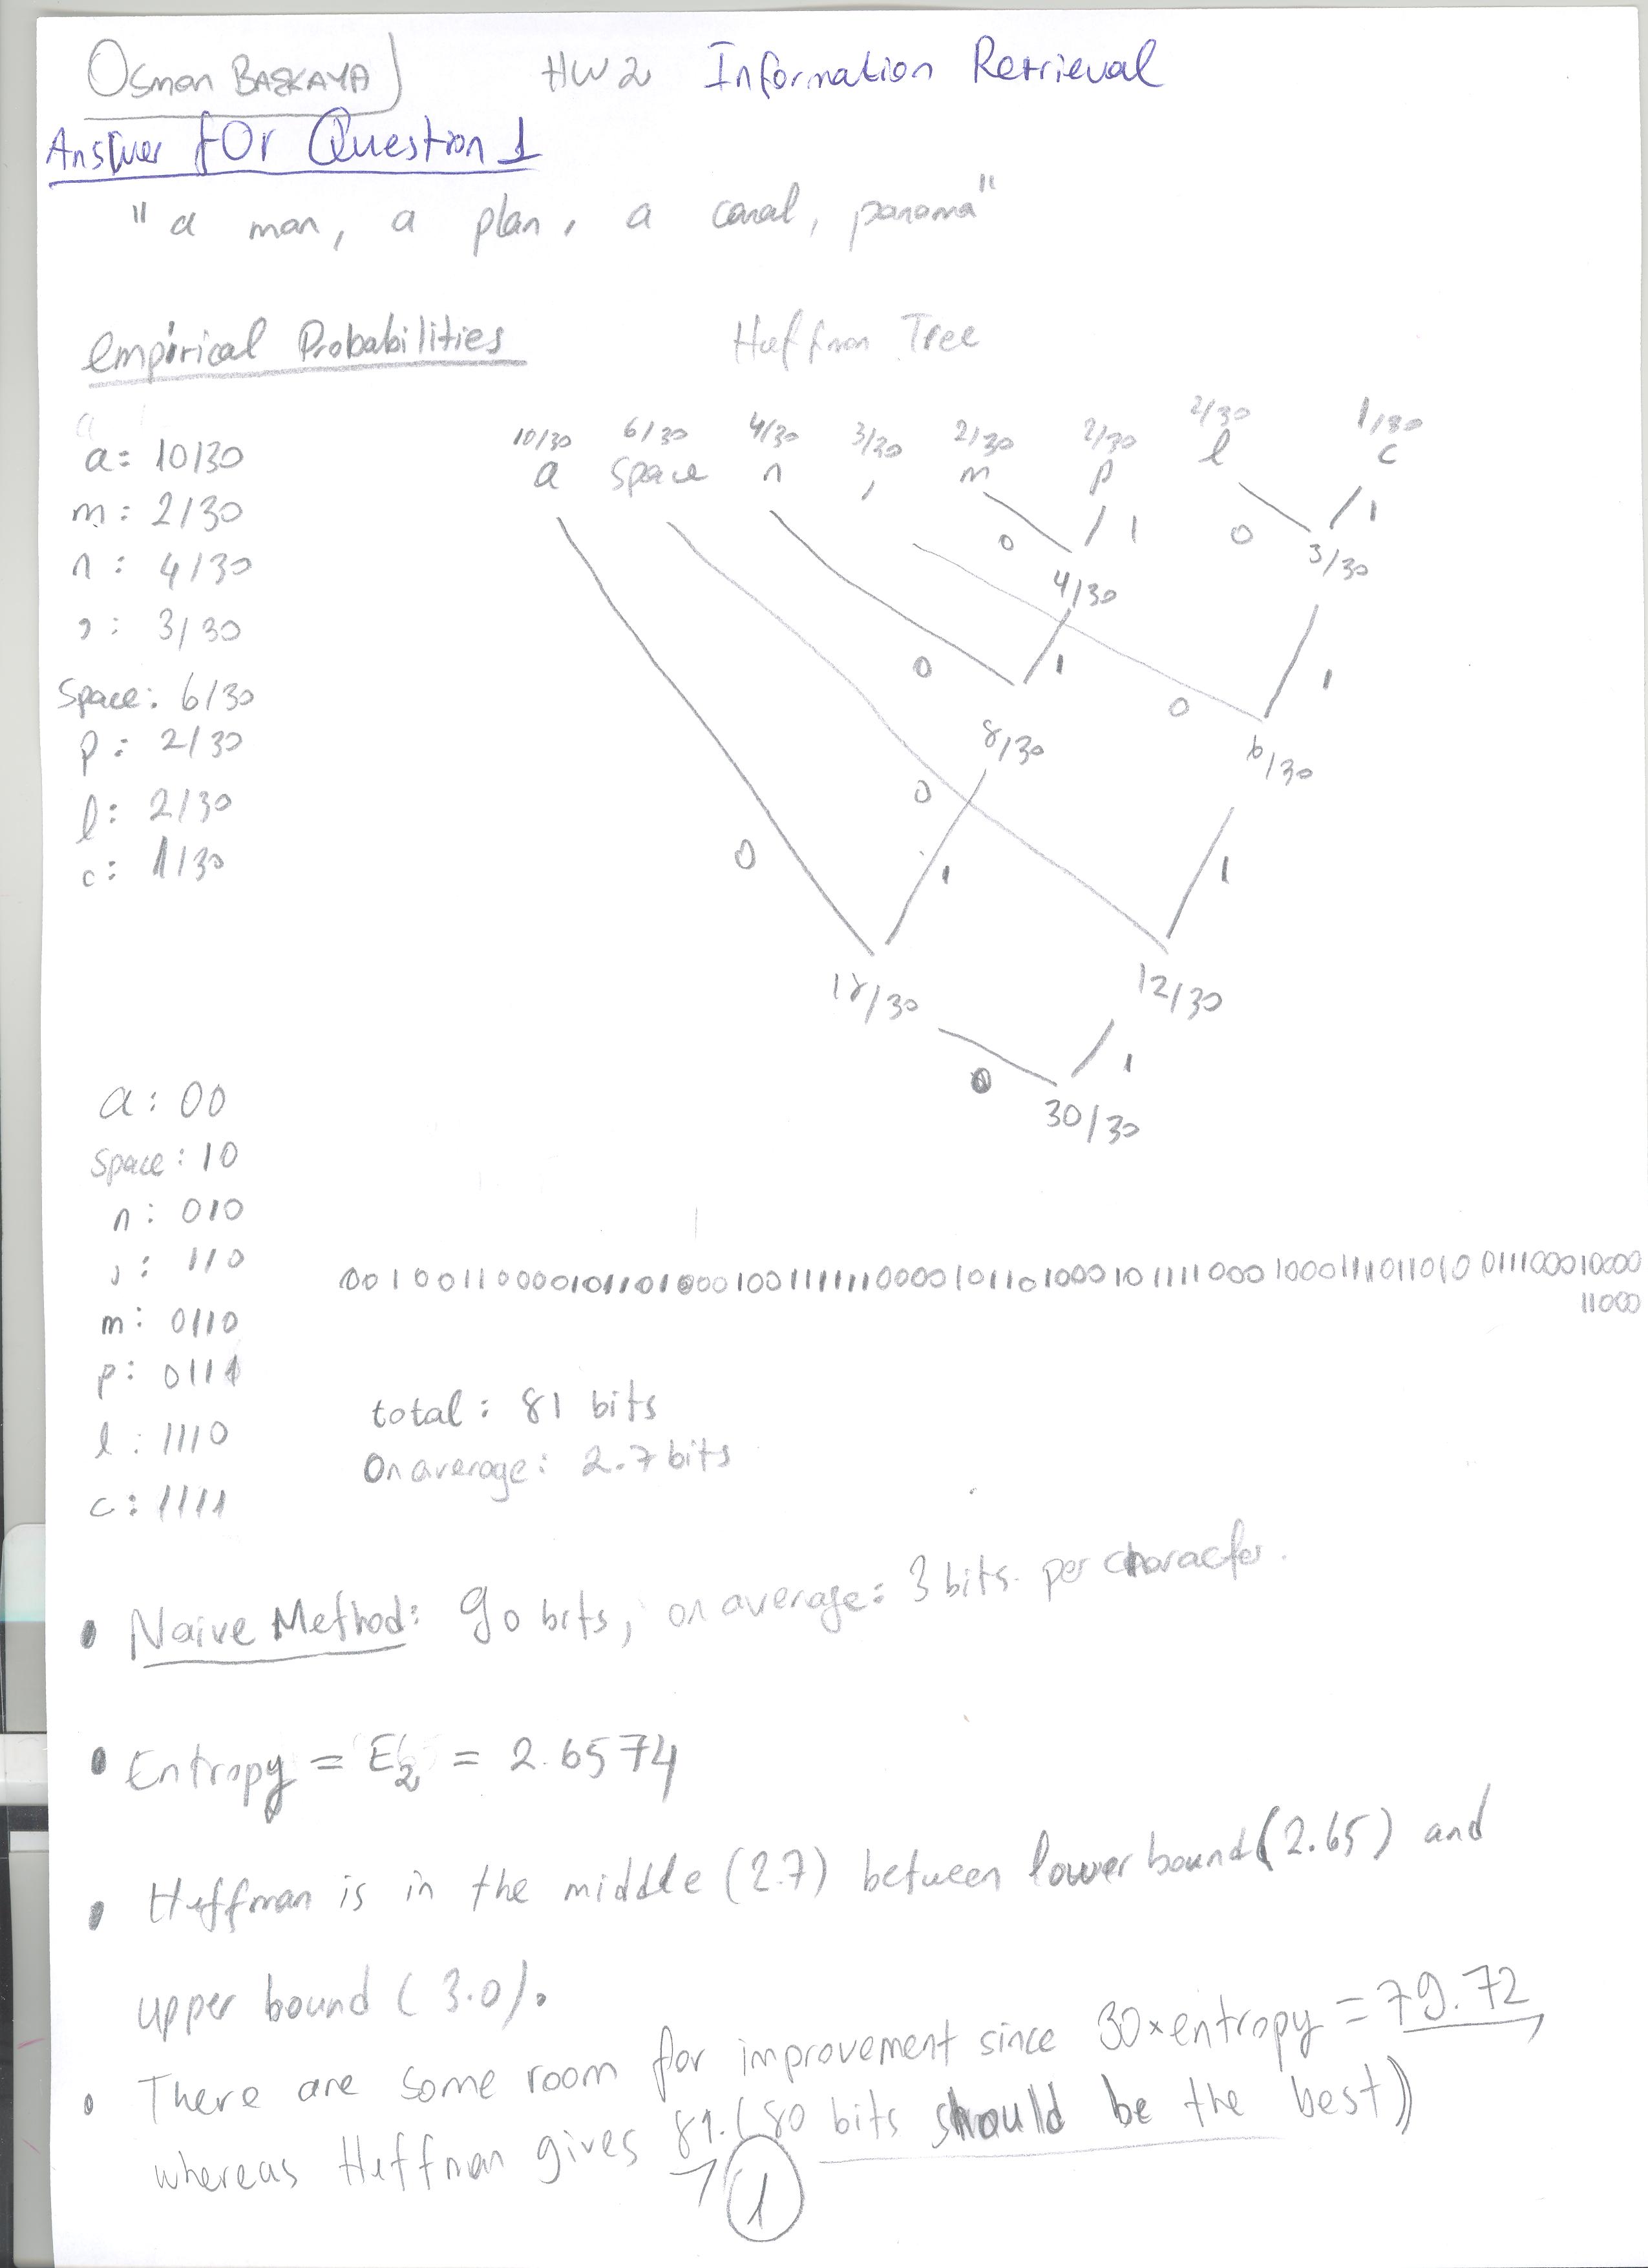 Osman BASKAYA HW2 Information Retrieval
Answer for Question 1
"a man, a plan, a canal, panama"
empirical Probabilities Huffman Tree
a: 10/30
m: 2/30
n: 4/30
,: 3/30
Space: 6/30
p: 2/30
l: 2/30
c: 1/30
10/30 6/30 4/30 3/30 2/30 2/30 2/30 1/30
a space n , m p l c
0 1 0 1
4/30 3/30
0 1 0 1
8/30 6/30
0 1 0 1
18/30 12/30
0 1
30/30
a: 00
Space: 10
n: 010
,: 110
m: 0110
p: 0111
l: 1110
c: 1111
total: 81 bits
On average: 2.7 bits
• Naive Method: 90 bits, on average: 3 bits per character.
• Entropy = E2 = 2.6574
• Huffman is in the middle (2.7) between lower bound (2.65) and
upper bound (3.0).
• There are some room for improvement since 30×entropy = 79.72
whereas Huffman gives 81. (80 bits should be the best)
1